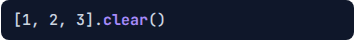 [1, 2, 3].clear()